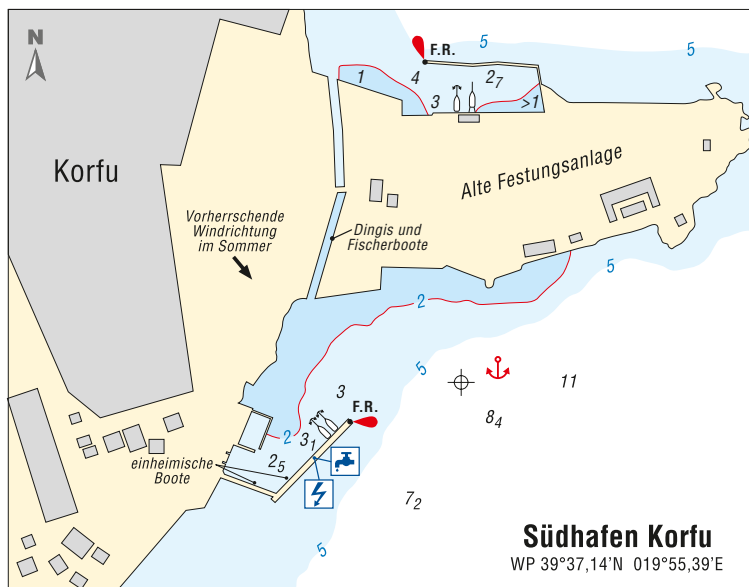 N
F.R.
5
5
1
4
2₇
3
>1
Korfu
Alte Festungsanlage
Vorherrschende
Windrichtung
im Sommer
Dingis und
Fischerboote
5
2
5
11
3
F.R.
8₄
2
3₁
2₅
einheimische
Boote
7₂
5
Südhafen Korfu
WP 39°37,14'N 019°55,39'E